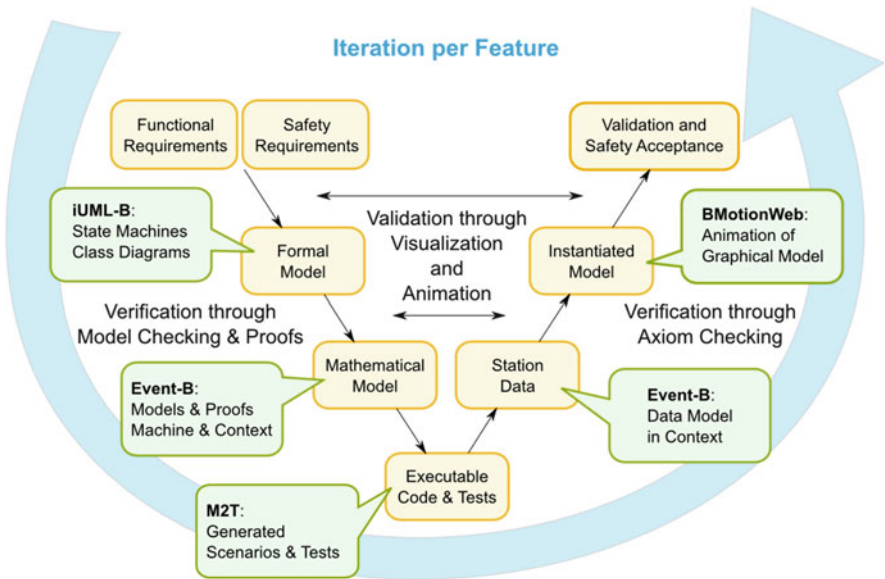 Iteration per Feature
Functional
Requirements
Safety
Requirements
Validation and
Safety Acceptance
iUML-B:
State Machines
Class Diagrams
Formal
Model
Validation through
Visualization
and
Animation
Instantiated
Model
BMotionWeb:
Animation of
Graphical Model
Verification through
Model Checking & Proofs
Verification through
Axiom Checking
Event-B:
Models & Proofs
Machine & Context
Mathematical
Model
Station
Data
Event-B:
Data Model
in Context
Executable
Code & Tests
M2T:
Generated
Scenarios & Tests